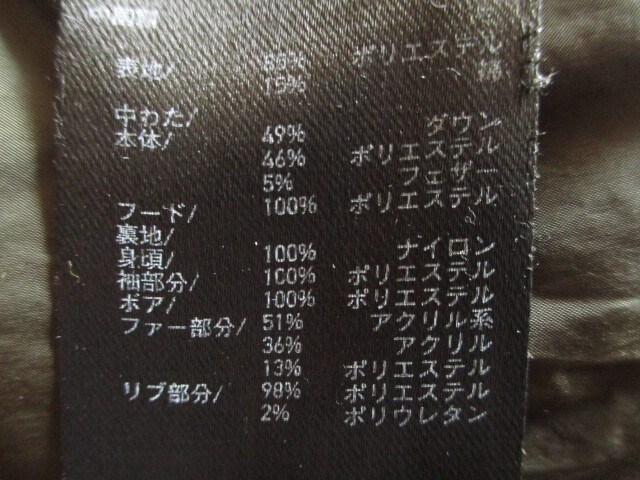 表地/ 85% ポリエステル
15% 綿
中わた/
本体/ 49% ダウン
46% ポリエステル
5% フェザー
フード/ 100% ポリエステル
裏地/
身頃/ 100% ナイロン
袖部分/ 100% ポリエステル
ボア/ 100% ポリエステル
ファー部分/ 51% アクリル系
36% アクリル
13% ポリエステル
リブ部分/ 98% ポリエステル
2% ポリウレタン